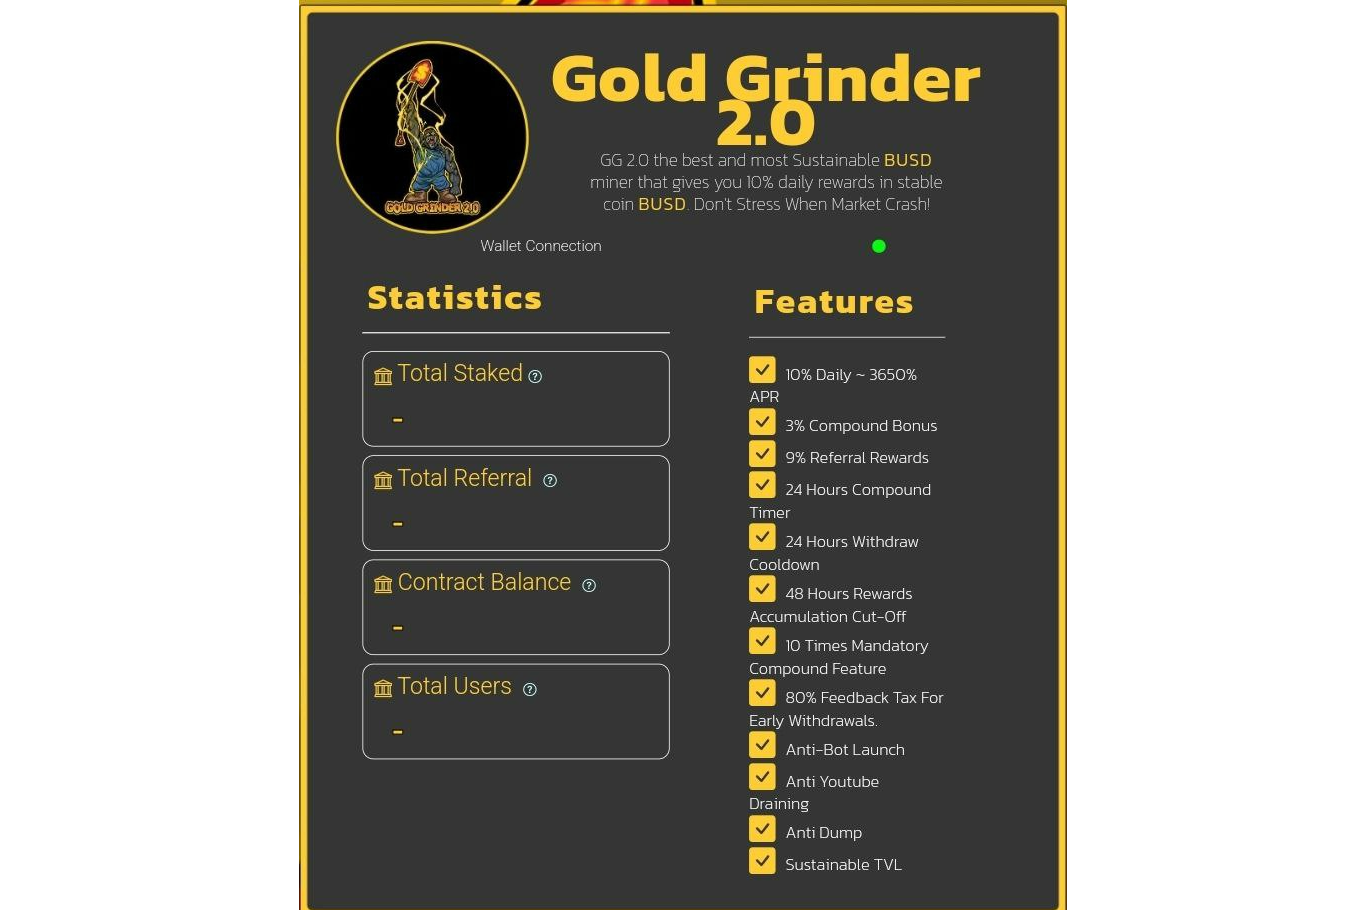 Gold Grinder
2.0
GG 2.0 the best and most Sustainable BUSD
miner that gives you 10% daily rewards in stable
coin BUSD. Don't Stress When Market Crash!
GOLD GRINDER 2.0
Wallet Connection
Statistics
Total Staked ?
-
Total Referral ?
-
Contract Balance ?
-
Total Users ?
-
Features
10% Daily ~ 3650%
APR
3% Compound Bonus
9% Referral Rewards
24 Hours Compound
Timer
24 Hours Withdraw
Cooldown
48 Hours Rewards
Accumulation Cut-Off
10 Times Mandatory
Compound Feature
80% Feedback Tax For
Early Withdrawals.
Anti-Bot Launch
Anti Youtube
Draining
Anti Dump
Sustainable TVL